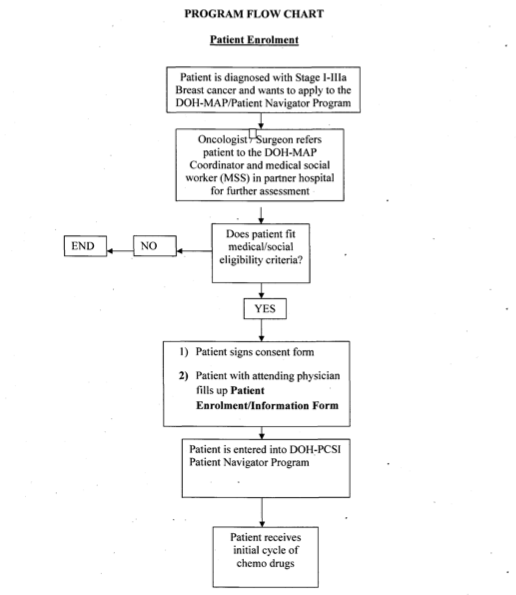 PROGRAM FLOW CHART
Patient Enrolment
Patient is diagnosed with Stage I-IIIa
Breast cancer and wants to apply to the
DOH-MAP/Patient Navigator Program
Oncologist/Surgeon refers
patient to the DOH-MAP
Coordinator and medical social
worker (MSS) in partner hospital
for further assessment
Does patient fit
medical/social
eligibility criteria?
NO
END
YES
1) Patient signs consent form
2) Patient with attending physician
fills up Patient
Enrolment/Information Form
Patient is entered into DOH-PCSI
Patient Navigator Program
Patient receives
initial cycle of
chemo drugs